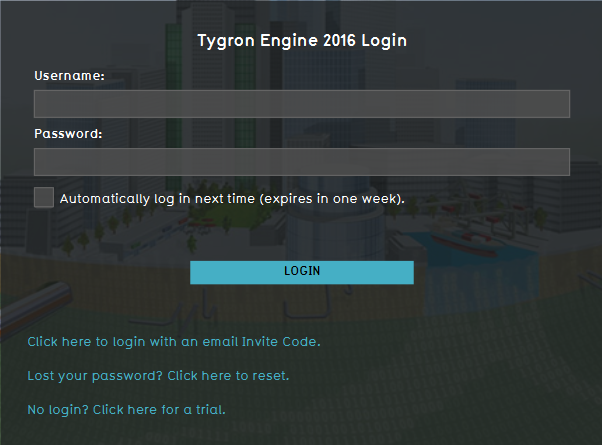 Tygron Engine 2016 Login
Username:
Password:
Automatically log in next time (expires in one week).
LOGIN
Click here to login with an email Invite Code.
Lost your password? Click here to reset.
No login? Click here for a trial.